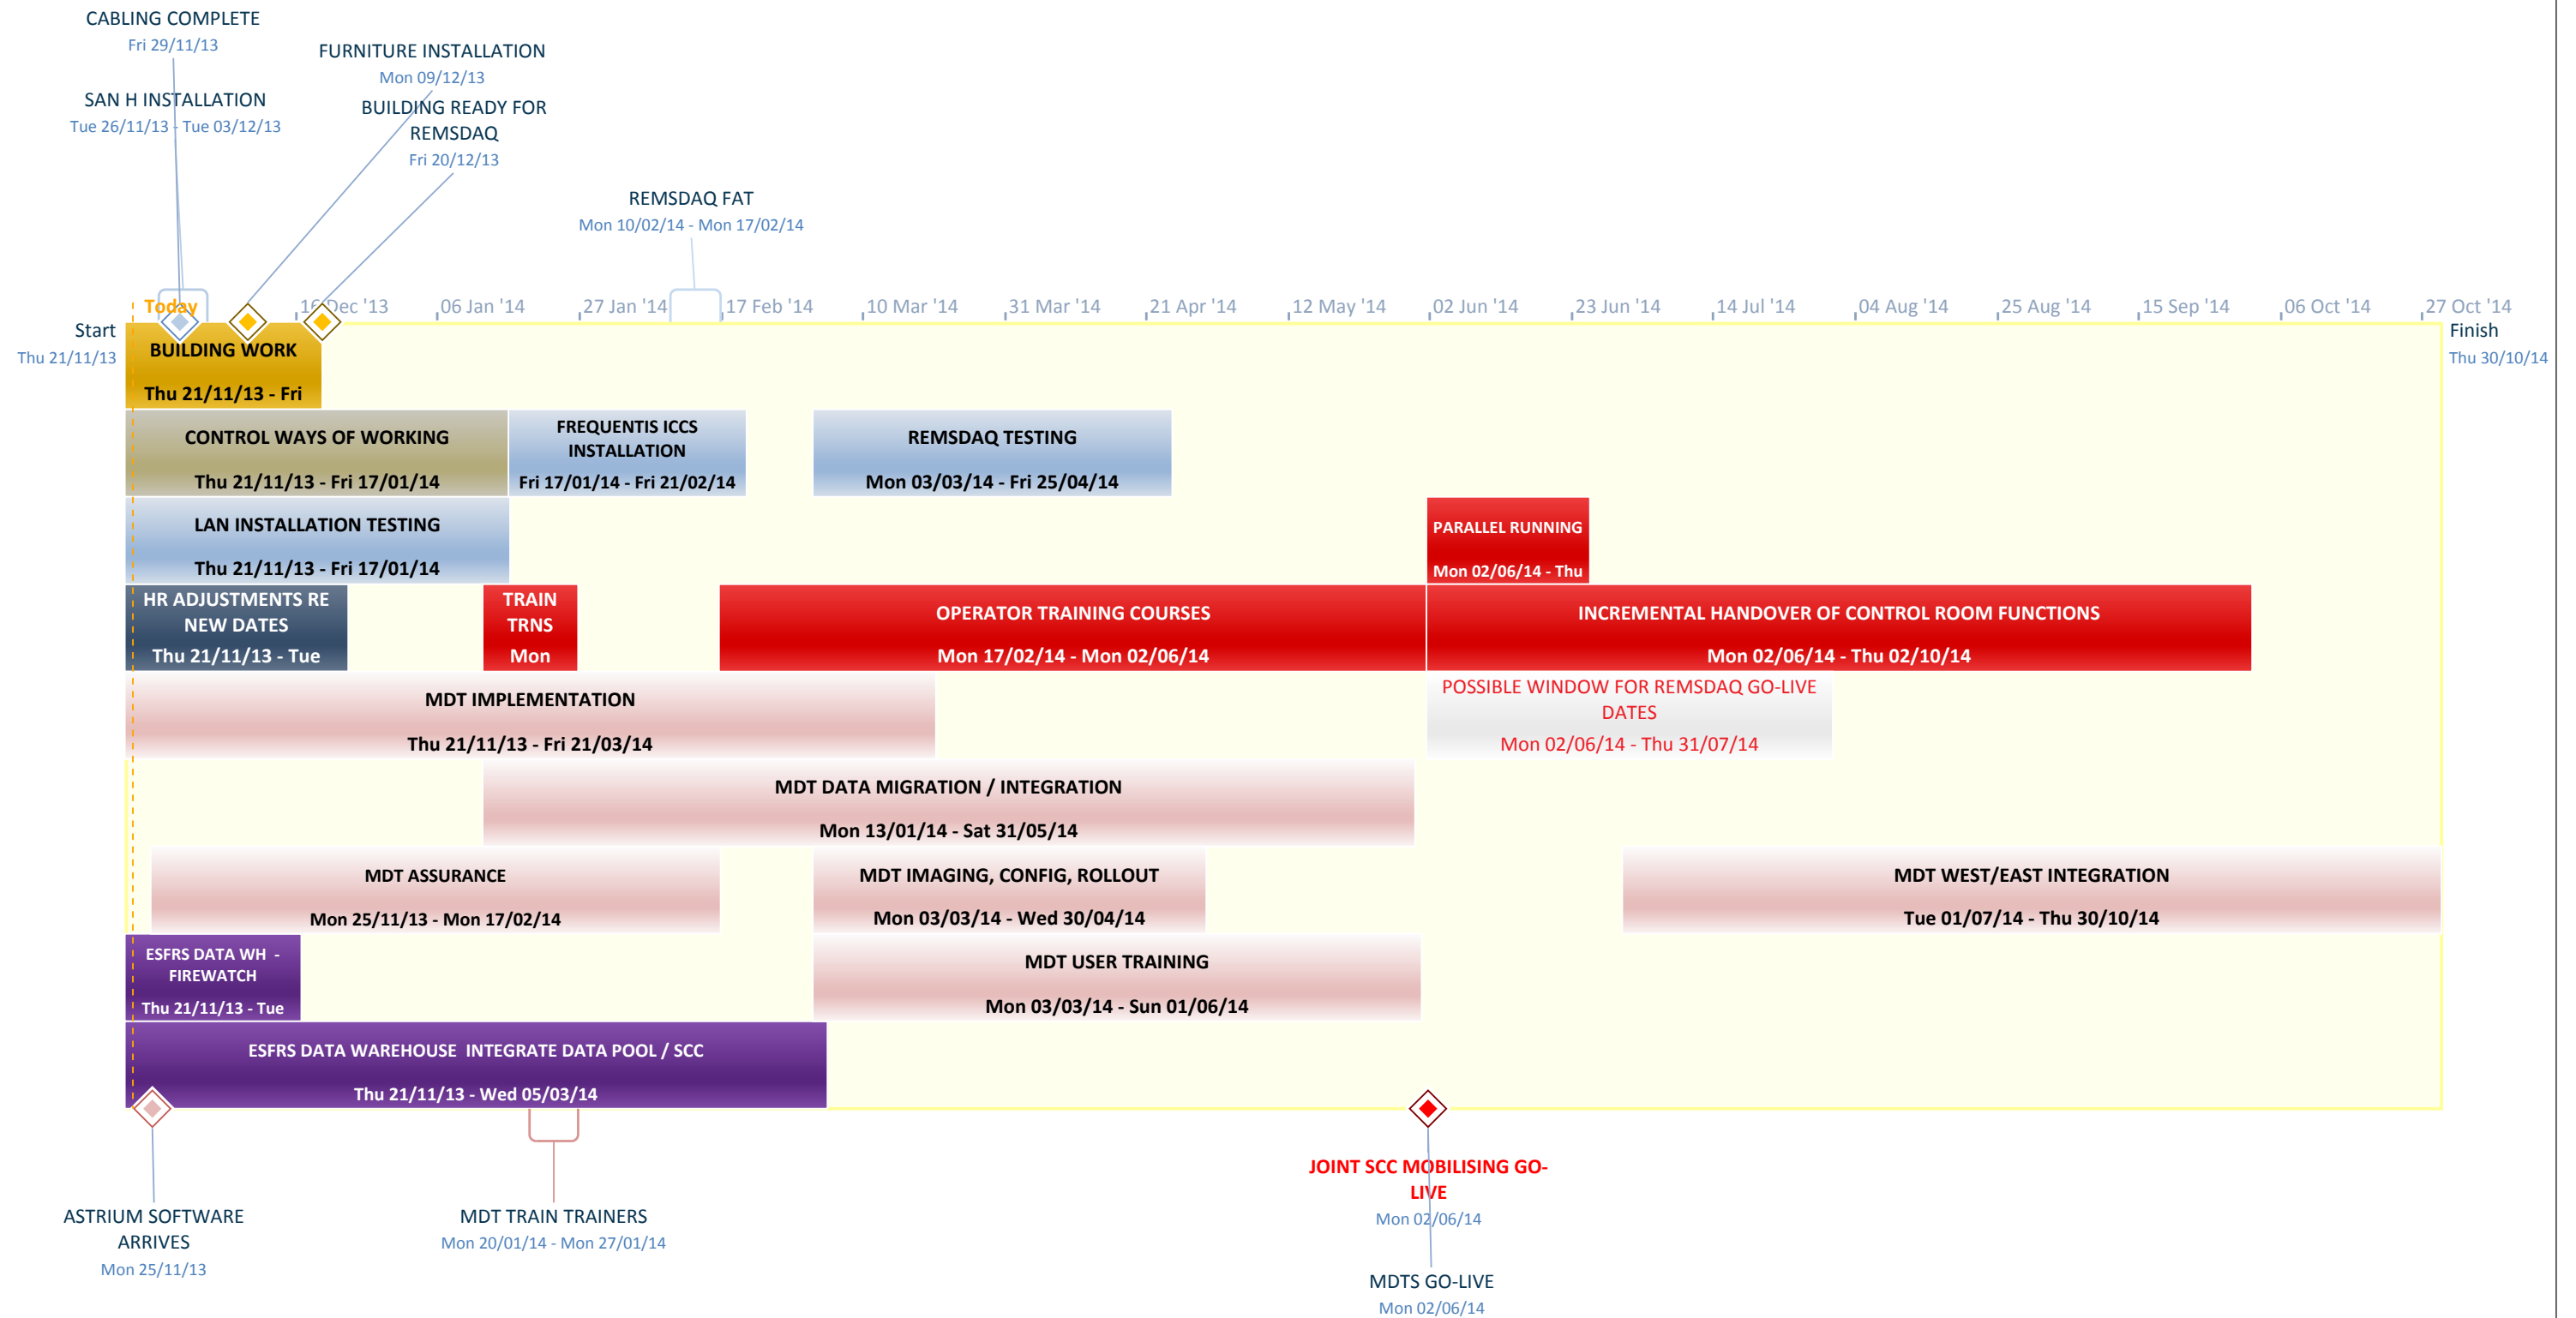 CABLING COMPLETE
Fri 29/11/13
FURNITURE INSTALLATION
Mon 09/12/13
SAN H INSTALLATION
Tue 26/11/13 - Tue 03/12/13
BUILDING READY FOR
REMSDAQ
Fri 20/12/13
REMSDAQ FAT
Mon 10/02/14 - Mon 17/02/14
Today
16 Dec '13
06 Jan '14
27 Jan '14
17 Feb '14
10 Mar '14
31 Mar '14
21 Apr '14
12 May '14
02 Jun '14
23 Jun '14
14 Jul '14
04 Aug '14
25 Aug '14
15 Sep '14
06 Oct '14
27 Oct '14
Start
Thu 21/11/13
Finish
Thu 30/10/14
BUILDING WORK
Thu 21/11/13 - Fri
CONTROL WAYS OF WORKING
Thu 21/11/13 - Fri 17/01/14
FREQUENTIS ICCS
INSTALLATION
Fri 17/01/14 - Fri 21/02/14
REMSDAQ TESTING
Mon 03/03/14 - Fri 25/04/14
LAN INSTALLATION TESTING
Thu 21/11/13 - Fri 17/01/14
PARALLEL RUNNING
Mon 02/06/14 - Thu
HR ADJUSTMENTS RE
NEW DATES
Thu 21/11/13 - Tue
TRAIN
TRNS
Mon
OPERATOR TRAINING COURSES
Mon 17/02/14 - Mon 02/06/14
INCREMENTAL HANDOVER OF CONTROL ROOM FUNCTIONS
Mon 02/06/14 - Thu 02/10/14
MDT IMPLEMENTATION
Thu 21/11/13 - Fri 21/03/14
POSSIBLE WINDOW FOR REMSDAQ GO-LIVE
DATES
Mon 02/06/14 - Thu 31/07/14
MDT DATA MIGRATION / INTEGRATION
Mon 13/01/14 - Sat 31/05/14
MDT ASSURANCE
Mon 25/11/13 - Mon 17/02/14
MDT IMAGING, CONFIG, ROLLOUT
Mon 03/03/14 - Wed 30/04/14
MDT WEST/EAST INTEGRATION
Tue 01/07/14 - Thu 30/10/14
ESFRS DATA WH -
FIREWATCH
Thu 21/11/13 - Tue
MDT USER TRAINING
Mon 03/03/14 - Sun 01/06/14
ESFRS DATA WAREHOUSE INTEGRATE DATA POOL / SCC
Thu 21/11/13 - Wed 05/03/14
ASTRIUM SOFTWARE
ARRIVES
Mon 25/11/13
MDT TRAIN TRAINERS
Mon 20/01/14 - Mon 27/01/14
JOINT SCC MOBILISING GO-
LIVE
Mon 02/06/14
MDTS GO-LIVE
Mon 02/06/14